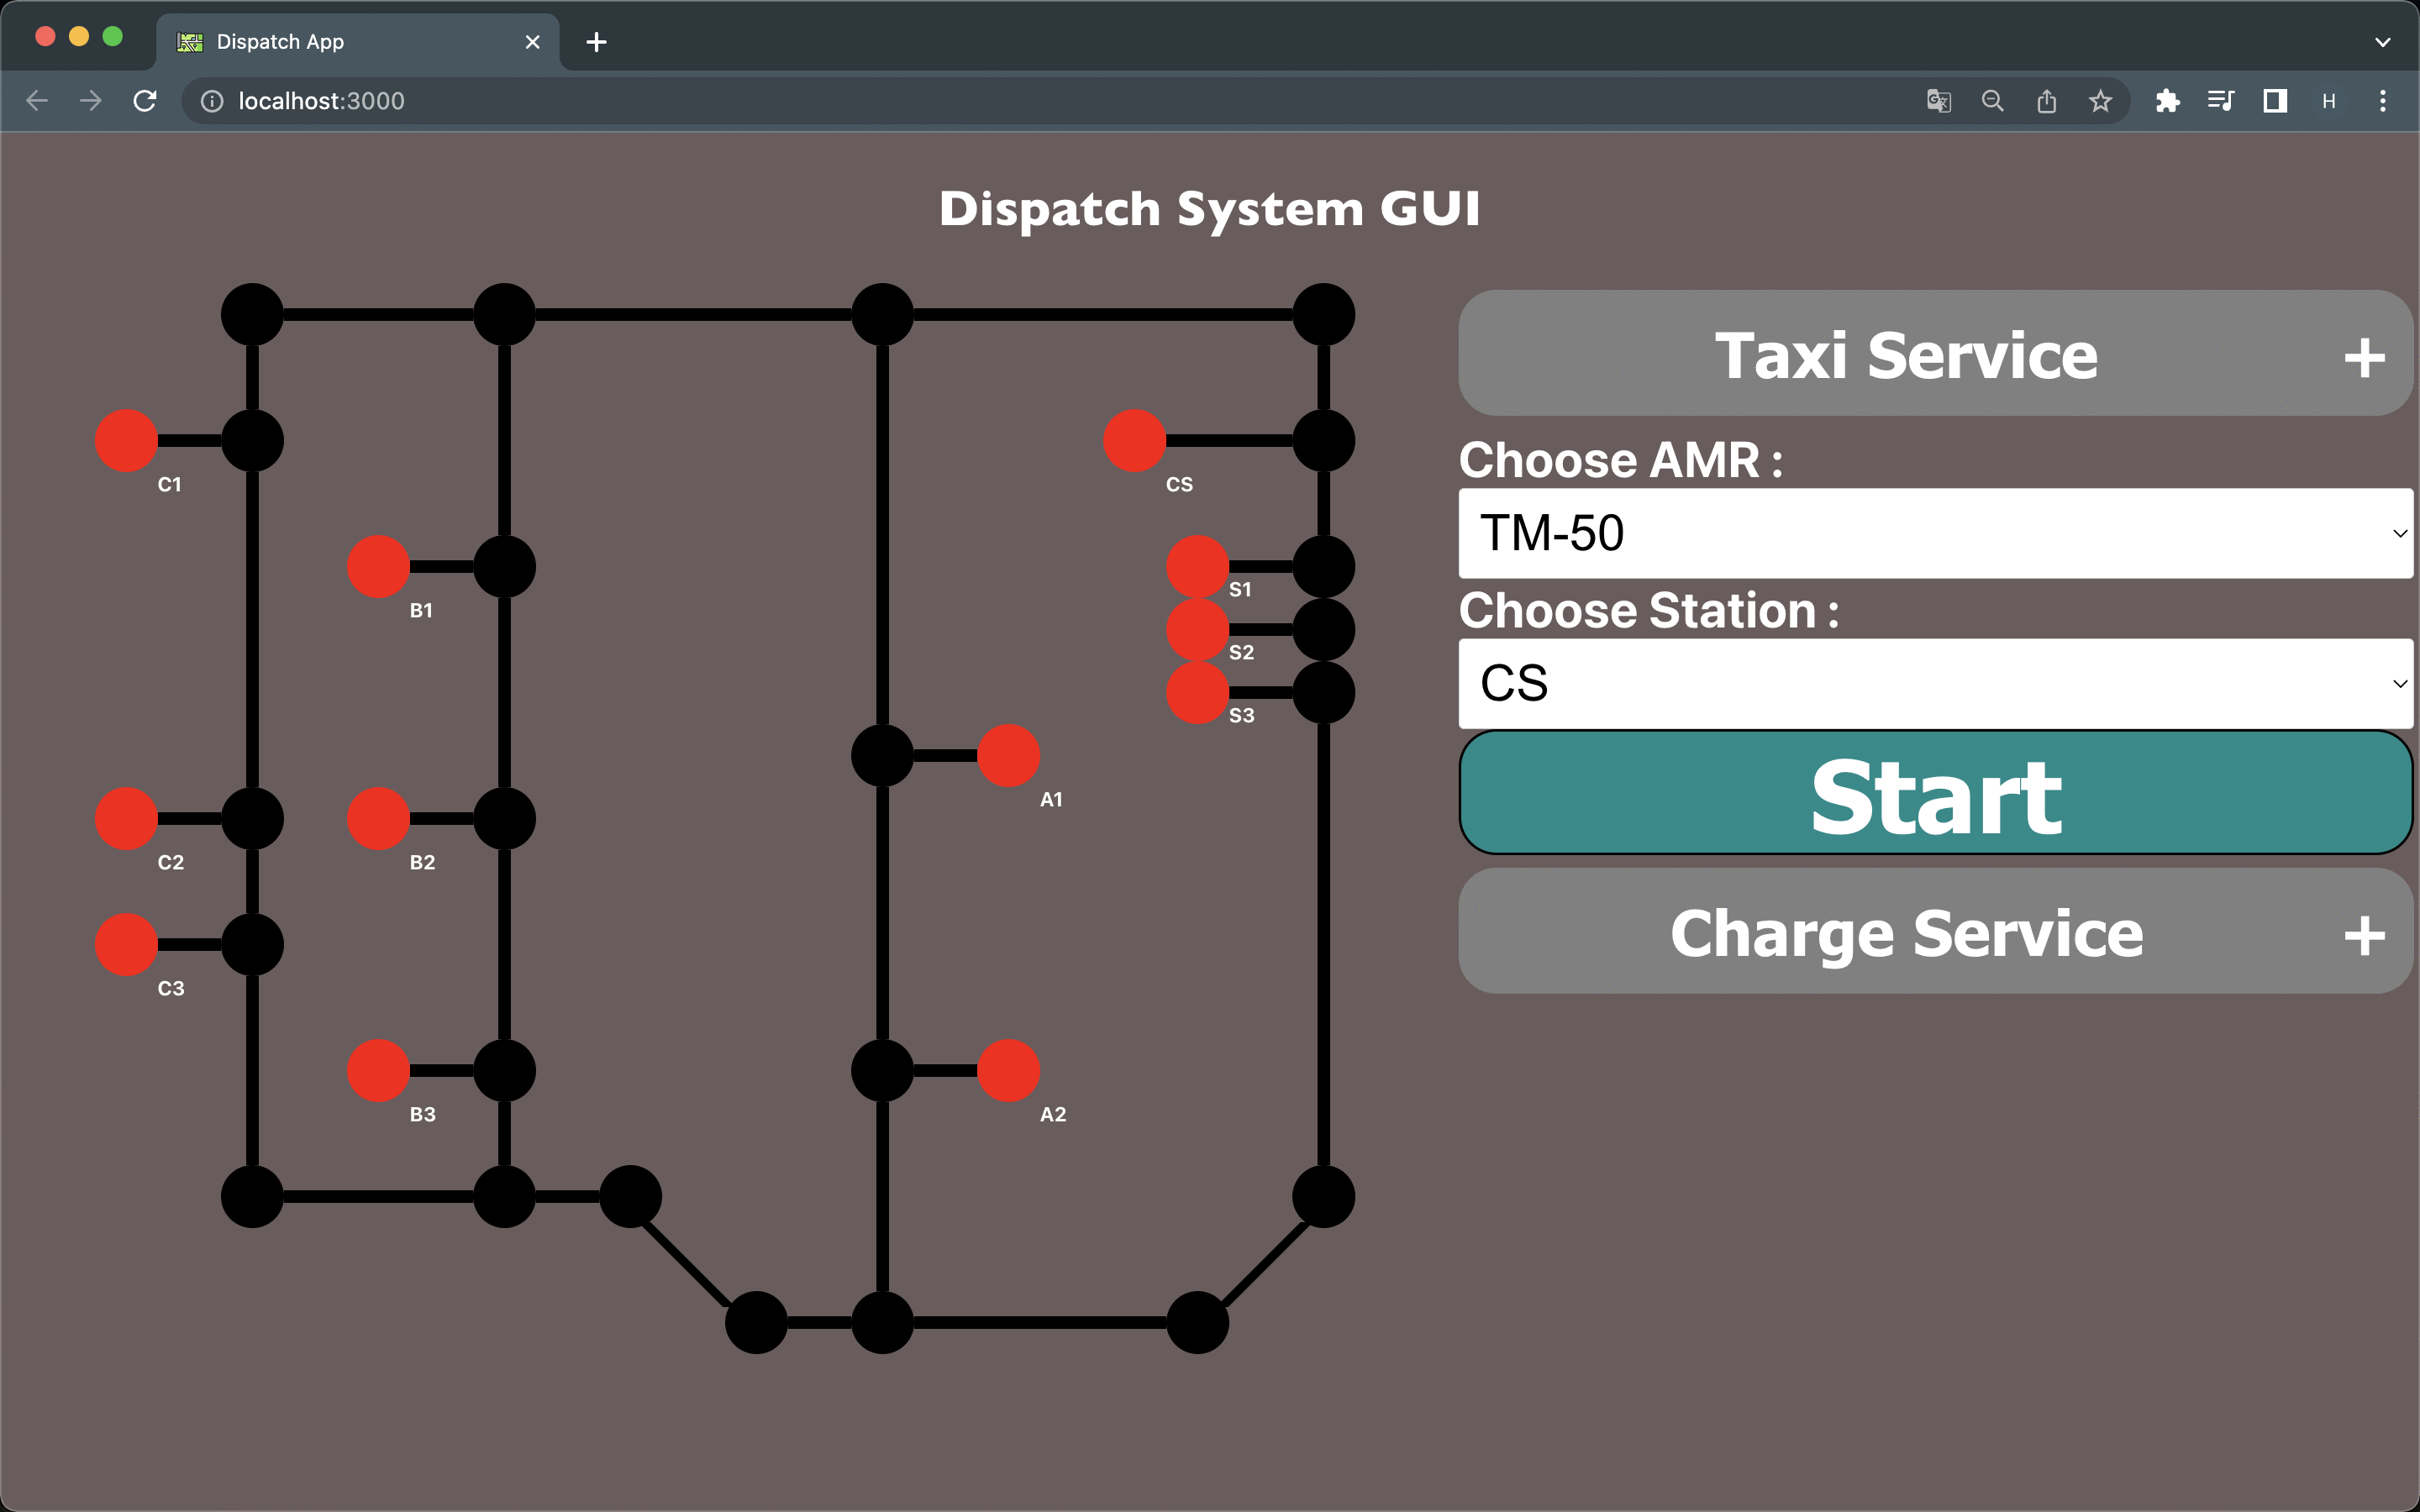 Dispatch App
localhost:3000
H
Dispatch System GUI
Taxi Service +
Choose AMR :
TM-50
Choose Station :
CS
Start
Charge Service +
C1
CS
B1
S1
S2
S3
A1
C2
B2
C3
B3
A2